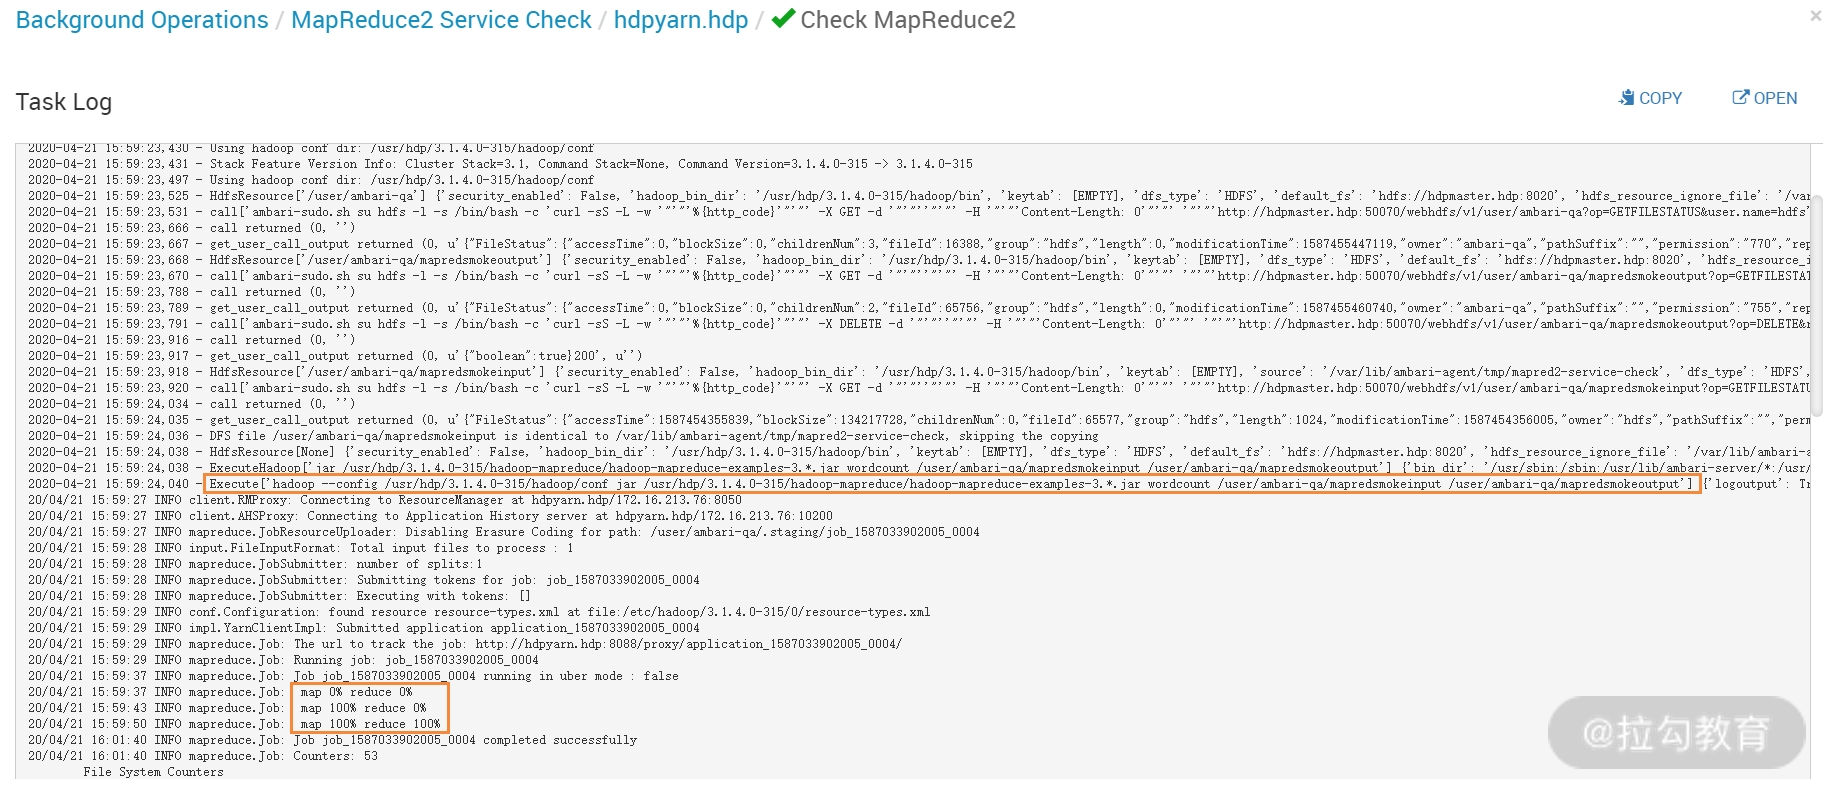 Background Operations / MapReduce2 Service Check / hdpyarn.hdp / Check MapReduce2
×
Task Log
COPY
OPEN
2020-04-21 15:59:23,430 - Using hadoop conf dir: /usr/hdp/3.1.4.0-315/hadoop/conf
2020-04-21 15:59:23,431 - Stack Feature Version Info: Cluster Stack=3.1, Command Stack=None, Command Version=3.1.4.0-315 -> 3.1.4.0-315
2020-04-21 15:59:23,497 - Using hadoop conf dir: /usr/hdp/3.1.4.0-315/hadoop/conf
2020-04-21 15:59:23,525 - HdfsResource['/user/ambari-qa'] {'security_enabled': False, 'hadoop_bin_dir': '/usr/hdp/3.1.4.0-315/hadoop/bin', 'keytab': [EMPTY], 'dfs_type': 'HDFS', 'default_fs': 'hdfs://hdpmaster.hdp:8020', 'hdfs_resource_ignore_file': '/var
2020-04-21 15:59:23,531 - call['ambari-sudo.sh su hdfs -l -s /bin/bash -c 'curl -sS -L -w '"'"'%{http_code}'"'"' -X GET -d '"'"''"'"' -H '"'"'Content-Length: 0'"'"' '"'"'http://hdpmaster.hdp:50070/webhdfs/v1/user/ambari-qa?op=GETFILESTATUS&user.name=hdfs'
2020-04-21 15:59:23,666 - call returned (0, '')
2020-04-21 15:59:23,667 - get_user_call_output returned (0, u'{"FileStatus":{"accessTime":0,"blockSize":0,"childrenNum":3,"fileId":16388,"group":"hdfs","length":0,"modificationTime":1587455447119,"owner":"ambari-qa","pathSuffix":"","permission":"770","rep
2020-04-21 15:59:23,668 - HdfsResource['/user/ambari-qa/mapredsmokeoutput'] {'security_enabled': False, 'hadoop_bin_dir': '/usr/hdp/3.1.4.0-315/hadoop/bin', 'keytab': [EMPTY], 'dfs_type': 'HDFS', 'default_fs': 'hdfs://hdpmaster.hdp:8020', 'hdfs_resource_i
2020-04-21 15:59:23,670 - call['ambari-sudo.sh su hdfs -l -s /bin/bash -c 'curl -sS -L -w '"'"'%{http_code}'"'"' -X GET -d '"'"''"'"' -H '"'"'Content-Length: 0'"'"' '"'"'http://hdpmaster.hdp:50070/webhdfs/v1/user/ambari-qa/mapredsmokeoutput?op=GETFILESTAT
2020-04-21 15:59:23,788 - call returned (0, '')
2020-04-21 15:59:23,789 - get_user_call_output returned (0, u'{"FileStatus":{"accessTime":0,"blockSize":0,"childrenNum":2,"fileId":65756,"group":"hdfs","length":0,"modificationTime":1587455460740,"owner":"ambari-qa","pathSuffix":"","permission":"755","rep
2020-04-21 15:59:23,791 - call['ambari-sudo.sh su hdfs -l -s /bin/bash -c 'curl -sS -L -w '"'"'%{http_code}'"'"' -X DELETE -d '"'"''"'"' -H '"'"'Content-Length: 0'"'"' '"'"'http://hdpmaster.hdp:50070/webhdfs/v1/user/ambari-qa/mapredsmokeoutput?op=DELETE&r
2020-04-21 15:59:23,916 - call returned (0, '')
2020-04-21 15:59:23,917 - get_user_call_output returned (0, u'{"boolean":true}200', u'')
2020-04-21 15:59:23,918 - HdfsResource['/user/ambari-qa/mapredsmokeinput'] {'security_enabled': False, 'hadoop_bin_dir': '/usr/hdp/3.1.4.0-315/hadoop/bin', 'keytab': [EMPTY], 'source': '/var/lib/ambari-agent/tmp/mapred2-service-check', 'dfs_type': 'HDFS',
2020-04-21 15:59:23,920 - call['ambari-sudo.sh su hdfs -l -s /bin/bash -c 'curl -sS -L -w '"'"'%{http_code}'"'"' -X GET -d '"'"''"'"' -H '"'"'Content-Length: 0'"'"' '"'"'http://hdpmaster.hdp:50070/webhdfs/v1/user/ambari-qa/mapredsmokeinput?op=GETFILESTATU
2020-04-21 15:59:24,034 - call returned (0, '')
2020-04-21 15:59:24,035 - get_user_call_output returned (0, u'{"FileStatus":{"accessTime":1587454355839,"blockSize":134217728,"childrenNum":0,"fileId":65577,"group":"hdfs","length":1024,"modificationTime":1587454356005,"owner":"hdfs","pathSuffix":"","perm
2020-04-21 15:59:24,036 - DFS file /user/ambari-qa/mapredsmokeinput is identical to /var/lib/ambari-agent/tmp/mapred2-service-check, skipping the copying
2020-04-21 15:59:24,038 - HdfsResource[None] {'security_enabled': False, 'hadoop_bin_dir': '/usr/hdp/3.1.4.0-315/hadoop/bin', 'keytab': [EMPTY], 'dfs_type': 'HDFS', 'default_fs': 'hdfs://hdpmaster.hdp:8020', 'hdfs_resource_ignore_file': '/var/lib/ambari-a
2020-04-21 15:59:24,038 - ExecuteHadoop['jar /usr/hdp/3.1.4.0-315/hadoop-mapreduce/hadoop-mapreduce-examples-3.*.jar wordcount /user/ambari-qa/mapredsmokeinput /user/ambari-qa/mapredsmokeoutput'] {'bin_dir': '/usr/sbin:/sbin:/usr/lib/ambari-server/*:/usr/
2020-04-21 15:59:24,040 - Execute['hadoop --config /usr/hdp/3.1.4.0-315/hadoop/conf jar /usr/hdp/3.1.4.0-315/hadoop-mapreduce/hadoop-mapreduce-examples-3.*.jar wordcount /user/ambari-qa/mapredsmokeinput /user/ambari-qa/mapredsmokeoutput'] {'logoutput': Tr
20/04/21 15:59:27 INFO client.RMProxy: Connecting to ResourceManager at hdpyarn.hdp/172.16.213.76:8050
20/04/21 15:59:27 INFO client.AHSProxy: Connecting to Application History server at hdpyarn.hdp/172.16.213.76:10200
20/04/21 15:59:27 INFO mapreduce.JobResourceUploader: Disabling Erasure Coding for path: /user/ambari-qa/.staging/job_1587033902005_0004
20/04/21 15:59:28 INFO input.FileInputFormat: Total input files to process : 1
20/04/21 15:59:28 INFO mapreduce.JobSubmitter: number of splits:1
20/04/21 15:59:28 INFO mapreduce.JobSubmitter: Submitting tokens for job: job_1587033902005_0004
20/04/21 15:59:28 INFO mapreduce.JobSubmitter: Executing with tokens: []
20/04/21 15:59:29 INFO conf.Configuration: found resource resource-types.xml at file:/etc/hadoop/3.1.4.0-315/0/resource-types.xml
20/04/21 15:59:29 INFO impl.YarnClientImpl: Submitted application application_1587033902005_0004
20/04/21 15:59:29 INFO mapreduce.Job: The url to track the job: http://hdpyarn.hdp:8088/proxy/application_1587033902005_0004/
20/04/21 15:59:29 INFO mapreduce.Job: Running job: job_1587033902005_0004
20/04/21 15:59:37 INFO mapreduce.Job: Job job_1587033902005_0004 running in uber mode : false
20/04/21 15:59:37 INFO mapreduce.Job: map 0% reduce 0%
20/04/21 15:59:43 INFO mapreduce.Job: map 100% reduce 0%
20/04/21 15:59:50 INFO mapreduce.Job: map 100% reduce 100%
20/04/21 16:01:40 INFO mapreduce.Job: Job job_1587033902005_0004 completed successfully
20/04/21 16:01:40 INFO mapreduce.Job: Counters: 53
File System Counters
@拉勾教育